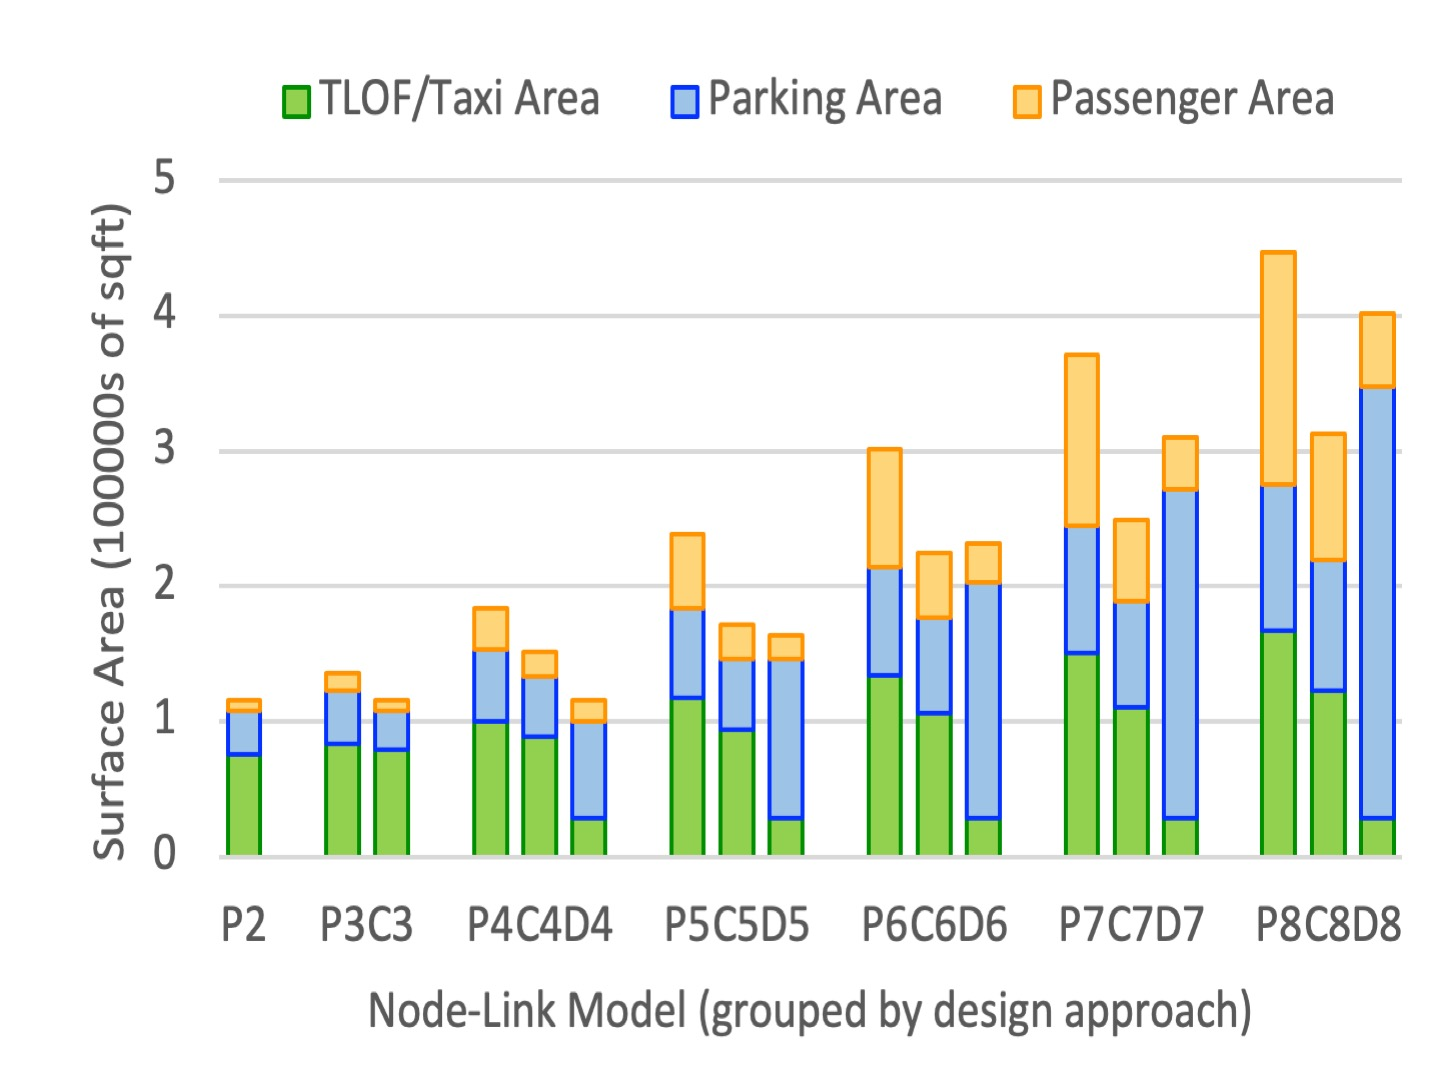 TLOF/Taxi Area Parking Area Passenger Area
Surface Area (100000s of sqft)
5
4
3
2
1
0
P2 P3C3 P4C4D4 P5C5D5 P6C6D6 P7C7D7 P8C8D8
Node-Link Model (grouped by design approach)